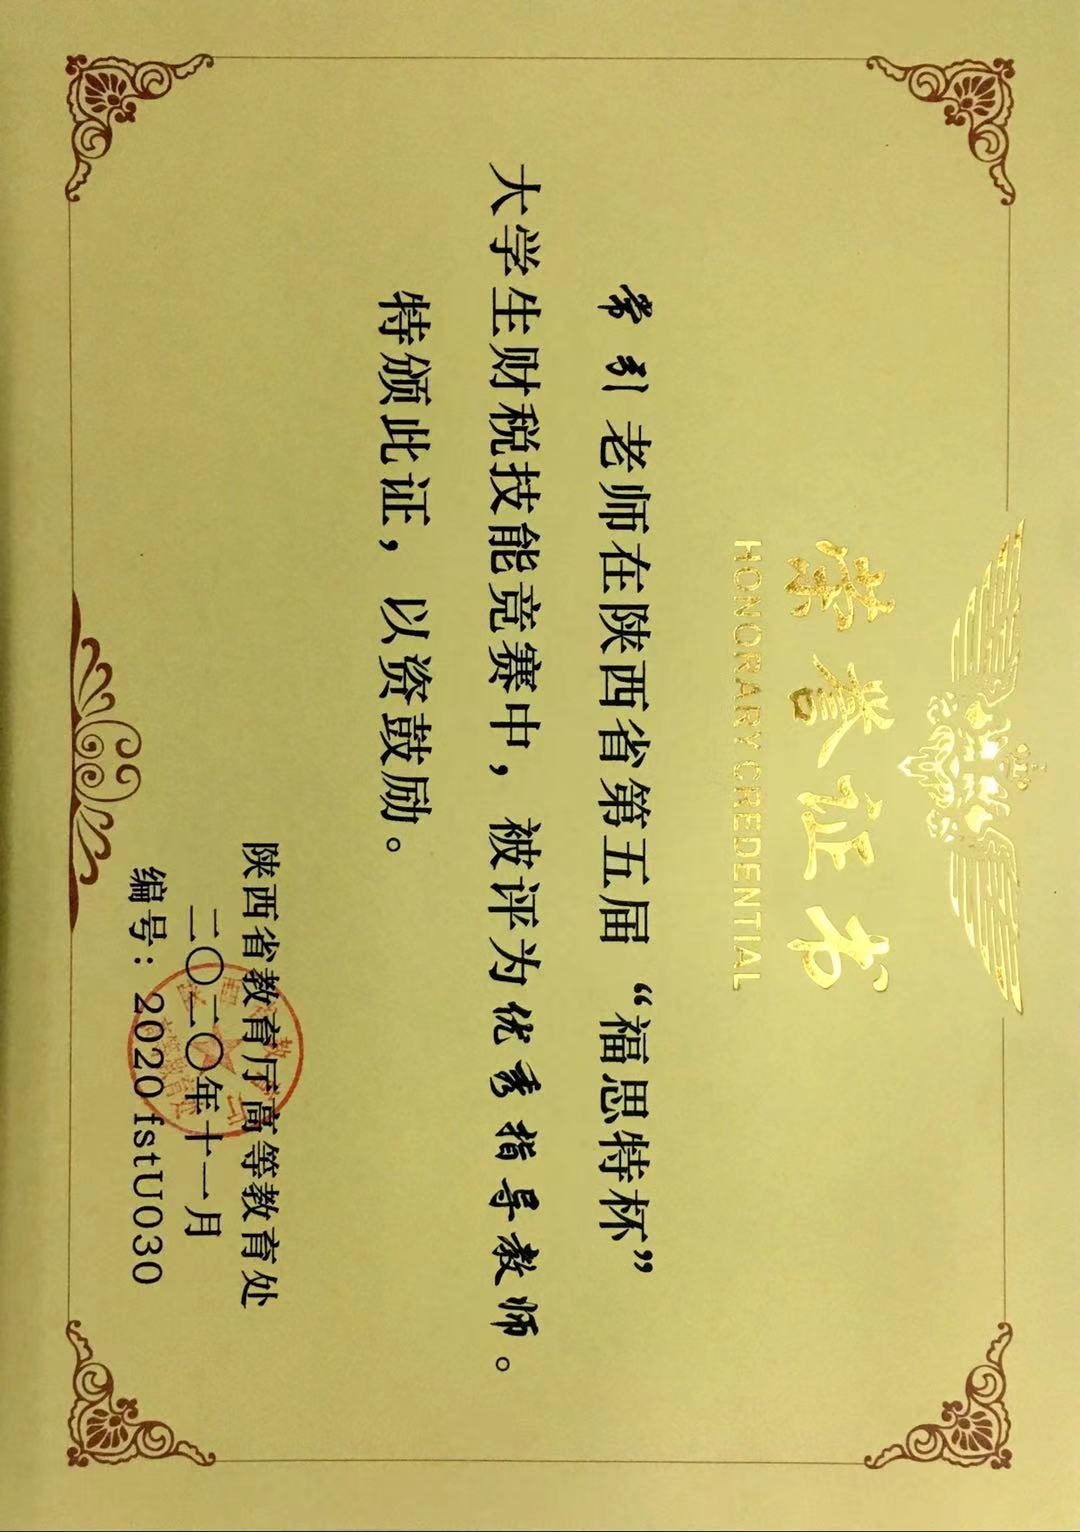 荣誉证书
HONORARY CREDENTIAL
常引老师在陕西省第五届“福思特杯”
大学生财税技能竞赛中，被评为优秀指导教师。
特颁此证，以资鼓励。
陕西省教育厅高等教育处
二〇二〇年十一月
编号：2020fstU030